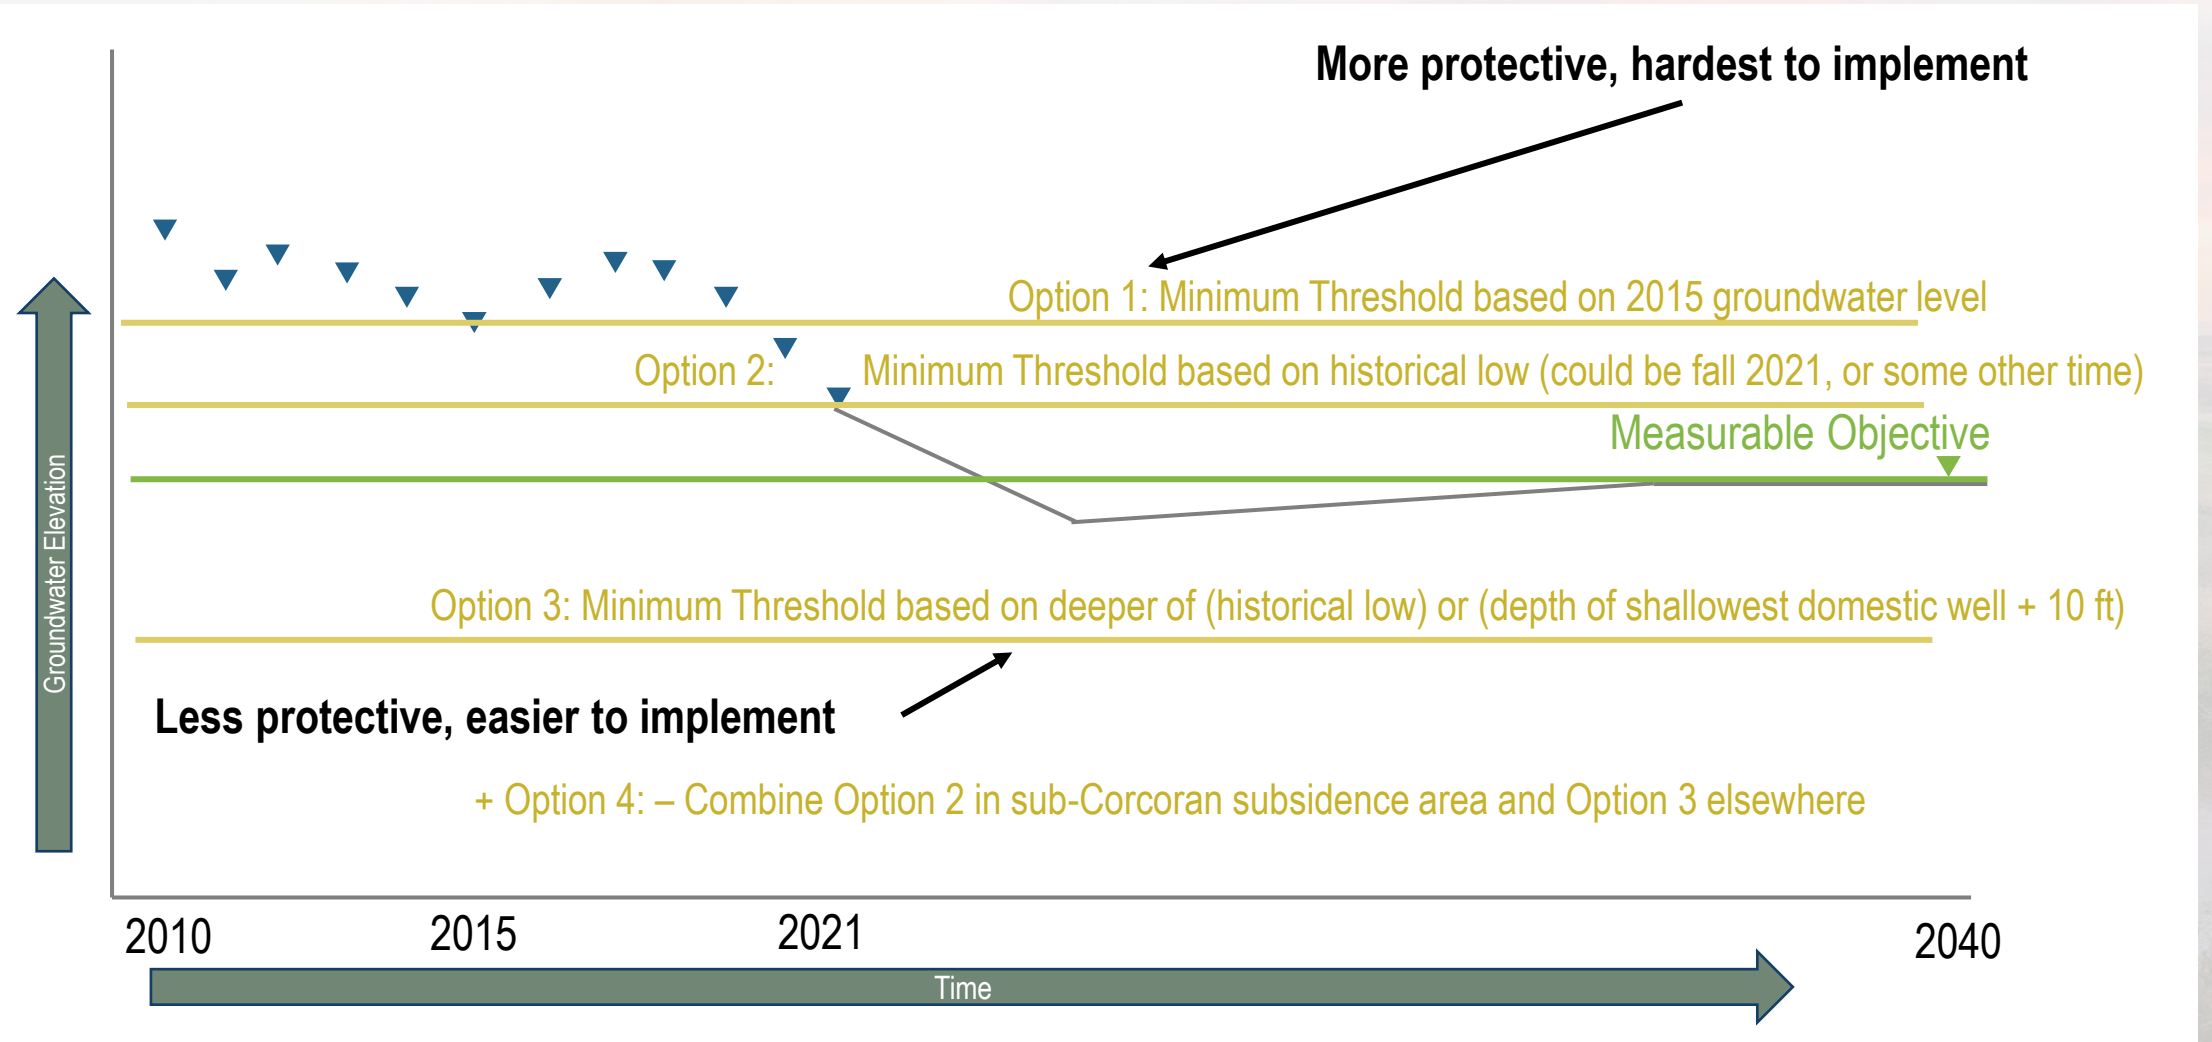 More protective, hardest to implement
Option 1: Minimum Threshold based on 2015 groundwater level
Option 2: Minimum Threshold based on historical low (could be fall 2021, or some other time)
Measurable Objective
Groundwater Elevation
Option 3: Minimum Threshold based on deeper of (historical low) or (depth of shallowest domestic well + 10 ft)
Less protective, easier to implement
+ Option 4: – Combine Option 2 in sub-Corcoran subsidence area and Option 3 elsewhere
2010 2015 2021 2040
Time